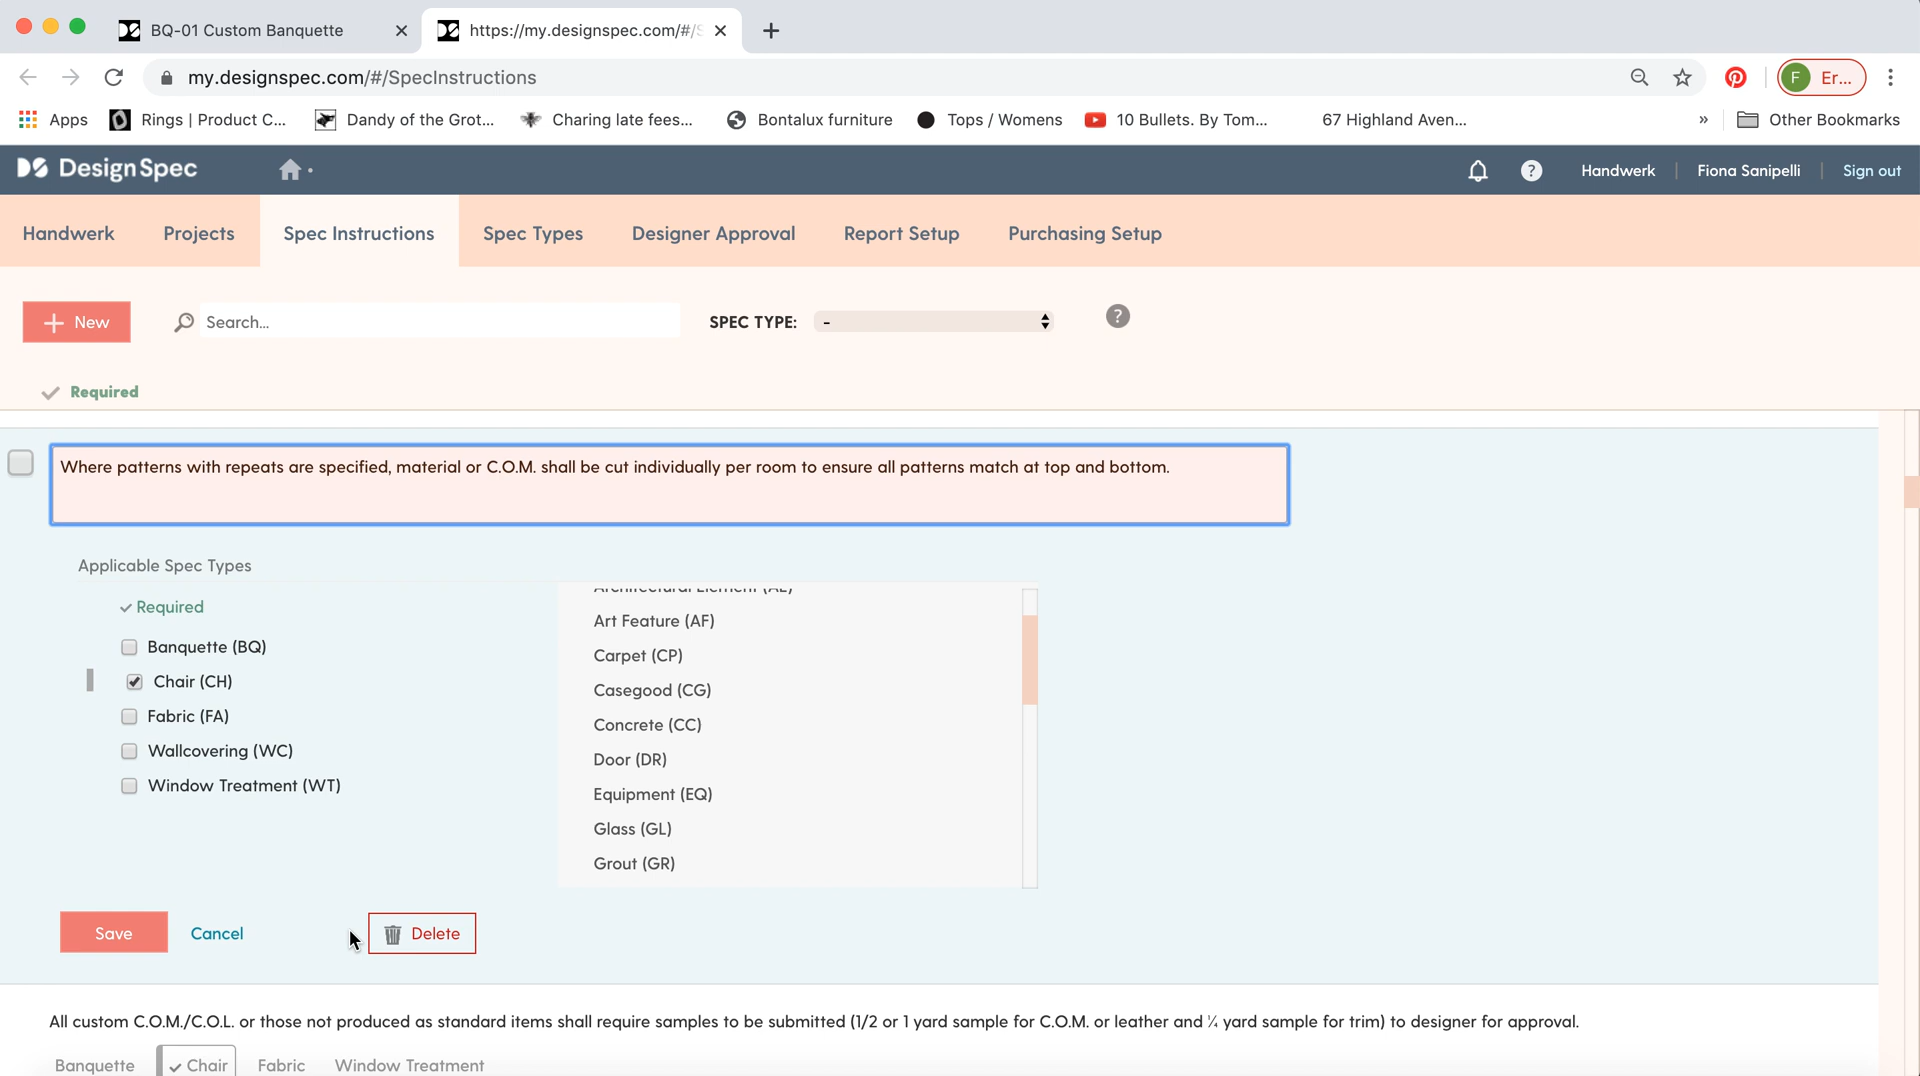 BQ-01 Custom Banquette
https://my.designspec.com/#/S
my.designspec.com/#/SpecInstructions
F Er...
Apps
Rings | Product C...
Dandy of the Grot...
Charing late fees...
Bontalux furniture
Tops / Womens
10 Bullets. By Tom...
67 Highland Aven...
»
Other Bookmarks
DesignSpec
?
Handwerk
Fiona Sanipelli
Sign out
Handwerk
Projects
Spec Instructions
Spec Types
Designer Approval
Report Setup
Purchasing Setup
+ New
Search...
SPEC TYPE:
-
?
Required
Where patterns with repeats are specified, material or C.O.M. shall be cut individually per room to ensure all patterns match at top and bottom.
Applicable Spec Types
Required
Banquette (BQ)
Chair (CH)
Fabric (FA)
Wallcovering (WC)
Window Treatment (WT)
Architectural Element (AE)
Art Feature (AF)
Carpet (CP)
Casegood (CG)
Concrete (CC)
Door (DR)
Equipment (EQ)
Glass (GL)
Grout (GR)
Save
Cancel
Delete
All custom C.O.M./C.O.L. or those not produced as standard items shall require samples to be submitted (1/2 or 1 yard sample for C.O.M. or leather and ¼ yard sample for trim) to designer for approval.
Banquette
Chair
Fabric
Window Treatment